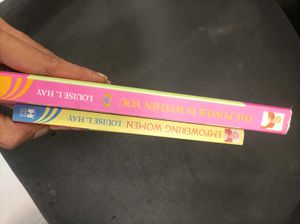 THE POWER IS WITHIN YOU LOUISE L. HAY
EMPOWERING WOMEN LOUISE L. HAY